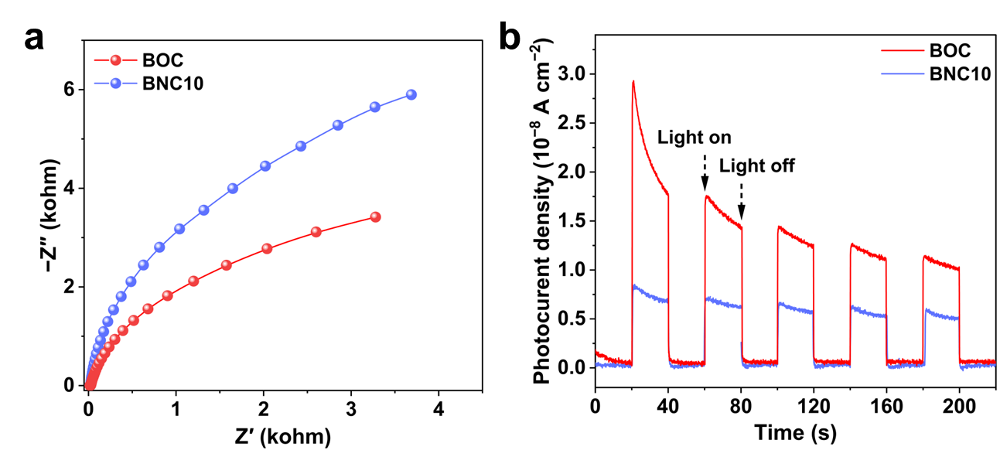 a
BOC
BNC10
6
4
2
0
−Z″ (kohm)
0 1 2 3 4
Z′ (kohm)
b
BOC
BNC10
Light on
Light off
3.0
2.5
2.0
1.5
1.0
0.5
0.0
Photocurent density (10⁻⁸ A cm⁻²)
0 40 80 120 160 200
Time (s)